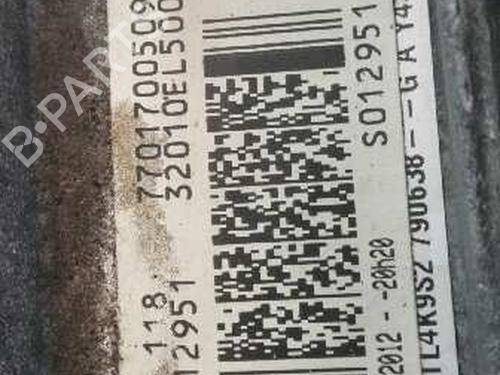 118 7701700509
12951 32010EL500
S012951
2012 --20h20
TL4K9S2 790638--G A Y4
B-PARTS